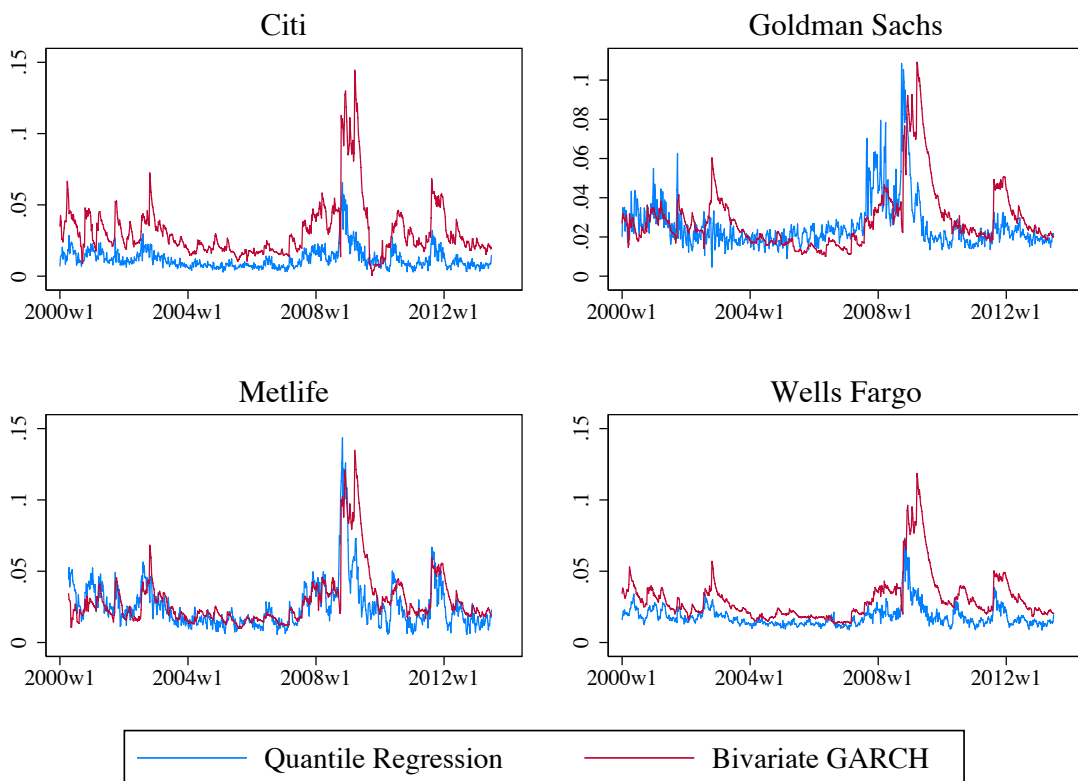 Citi
.15
.1
.05
0
2000w1 2004w1 2008w1 2012w1
Goldman Sachs
.1
.08
.06
.04
.02
0
2000w1 2004w1 2008w1 2012w1
Metlife
.15
.1
.05
0
2000w1 2004w1 2008w1 2012w1
Wells Fargo
.15
.1
.05
0
2000w1 2004w1 2008w1 2012w1
Quantile Regression Bivariate GARCH